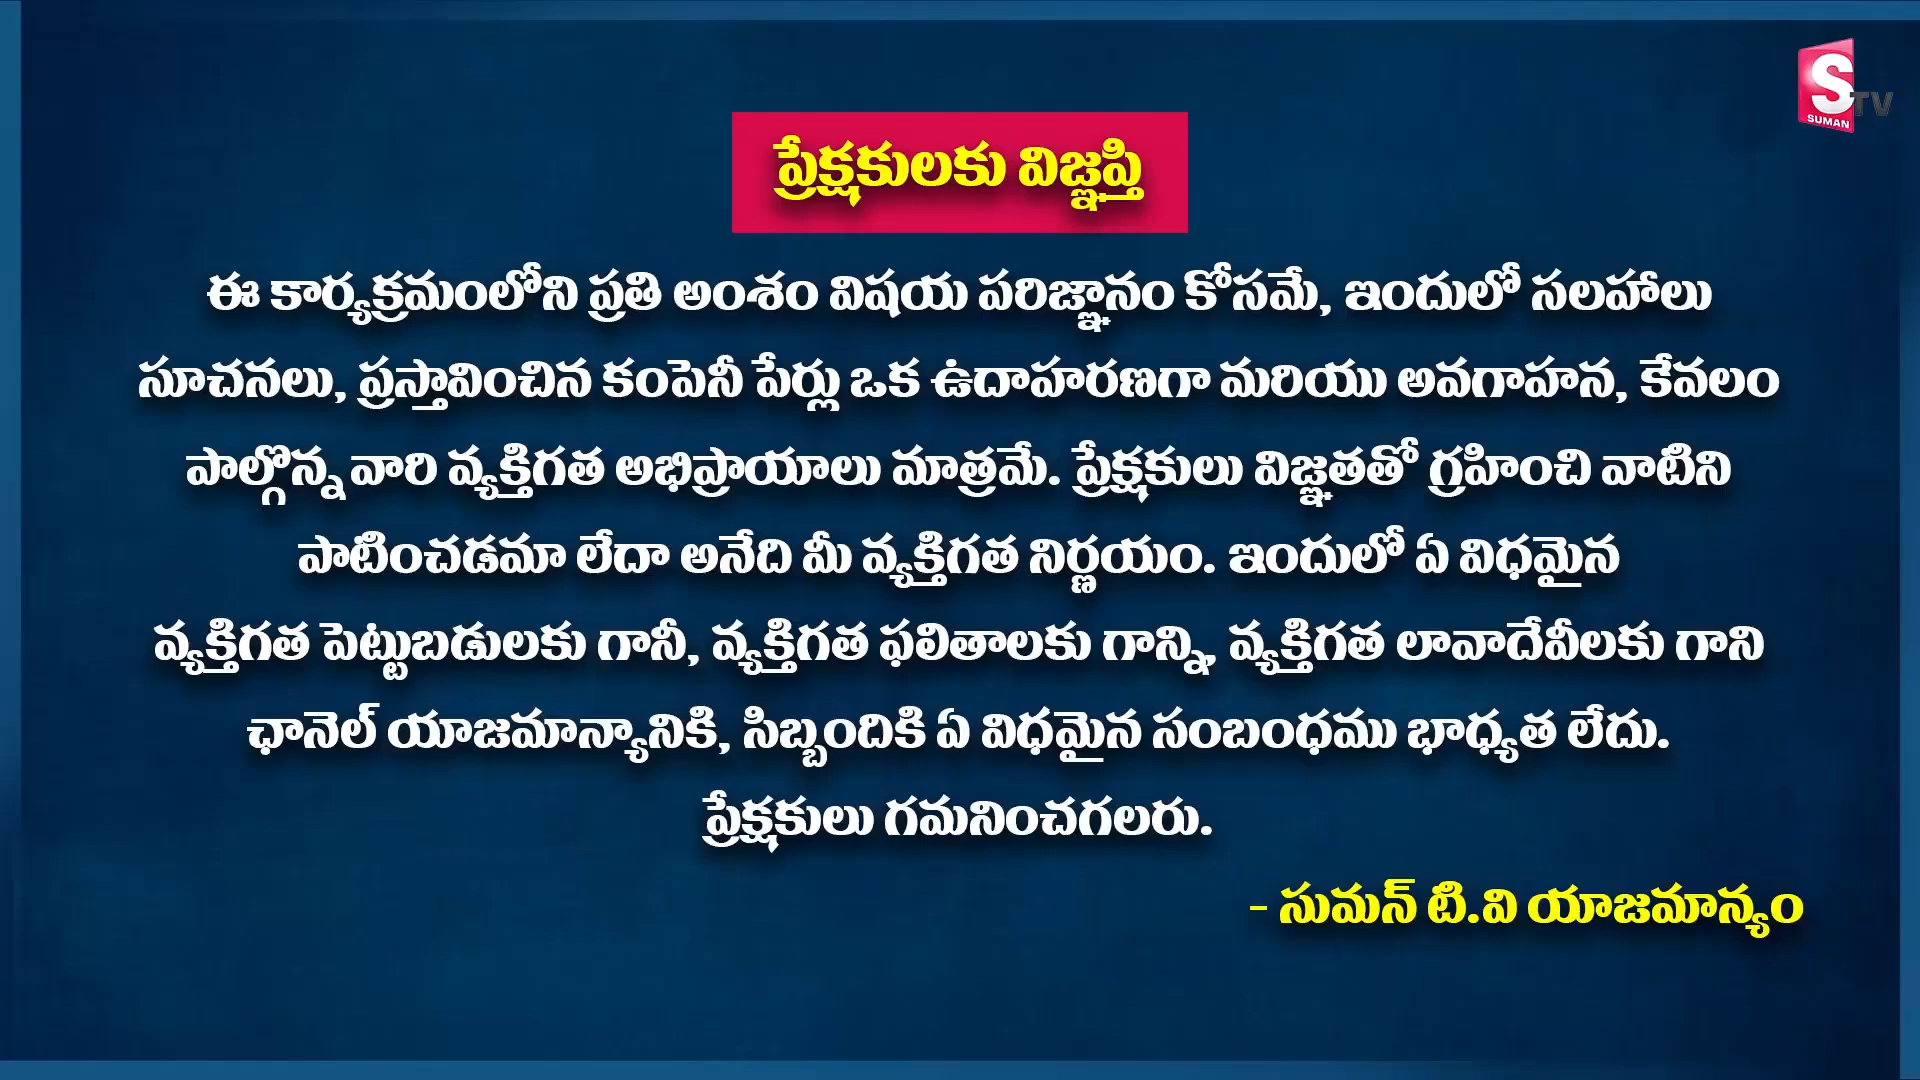 S
TV
SUMAN
ప్రేక్షకులకు విజ్ఞప్తి
ఈ కార్యక్రమంలోని ప్రతి అంశం విషయ పరిజ్ఞానం కోసమే, ఇందులో సలహాలు
సూచనలు, ప్రస్తావించిన కంపెనీ పేర్లు ఒక ఉదాహరణగా మరియు అవగాహన, కేవలం
పాల్గొన్న వారి వ్యక్తిగత అభిప్రాయాలు మాత్రమే. ప్రేక్షకులు విజ్ఞతతో గ్రహించి వాటిని
పాటించడమా లేదా అనేది మీ వ్యక్తిగత నిర్ణయం. ఇందులో ఏ విధమైన
వ్యక్తిగత పెట్టుబడులకు గానీ, వ్యక్తిగత ఫలితాలకు గాన్ని, వ్యక్తిగత లావాదేవీలకు గాని
ఛానెల్ యాజమాన్యానికి, సిబ్బందికి ఏ విధమైన సంబంధము భాధ్యత లేదు.
ప్రేక్షకులు గమనించగలరు.
- సుమన్ టి.వి యాజమాన్యం